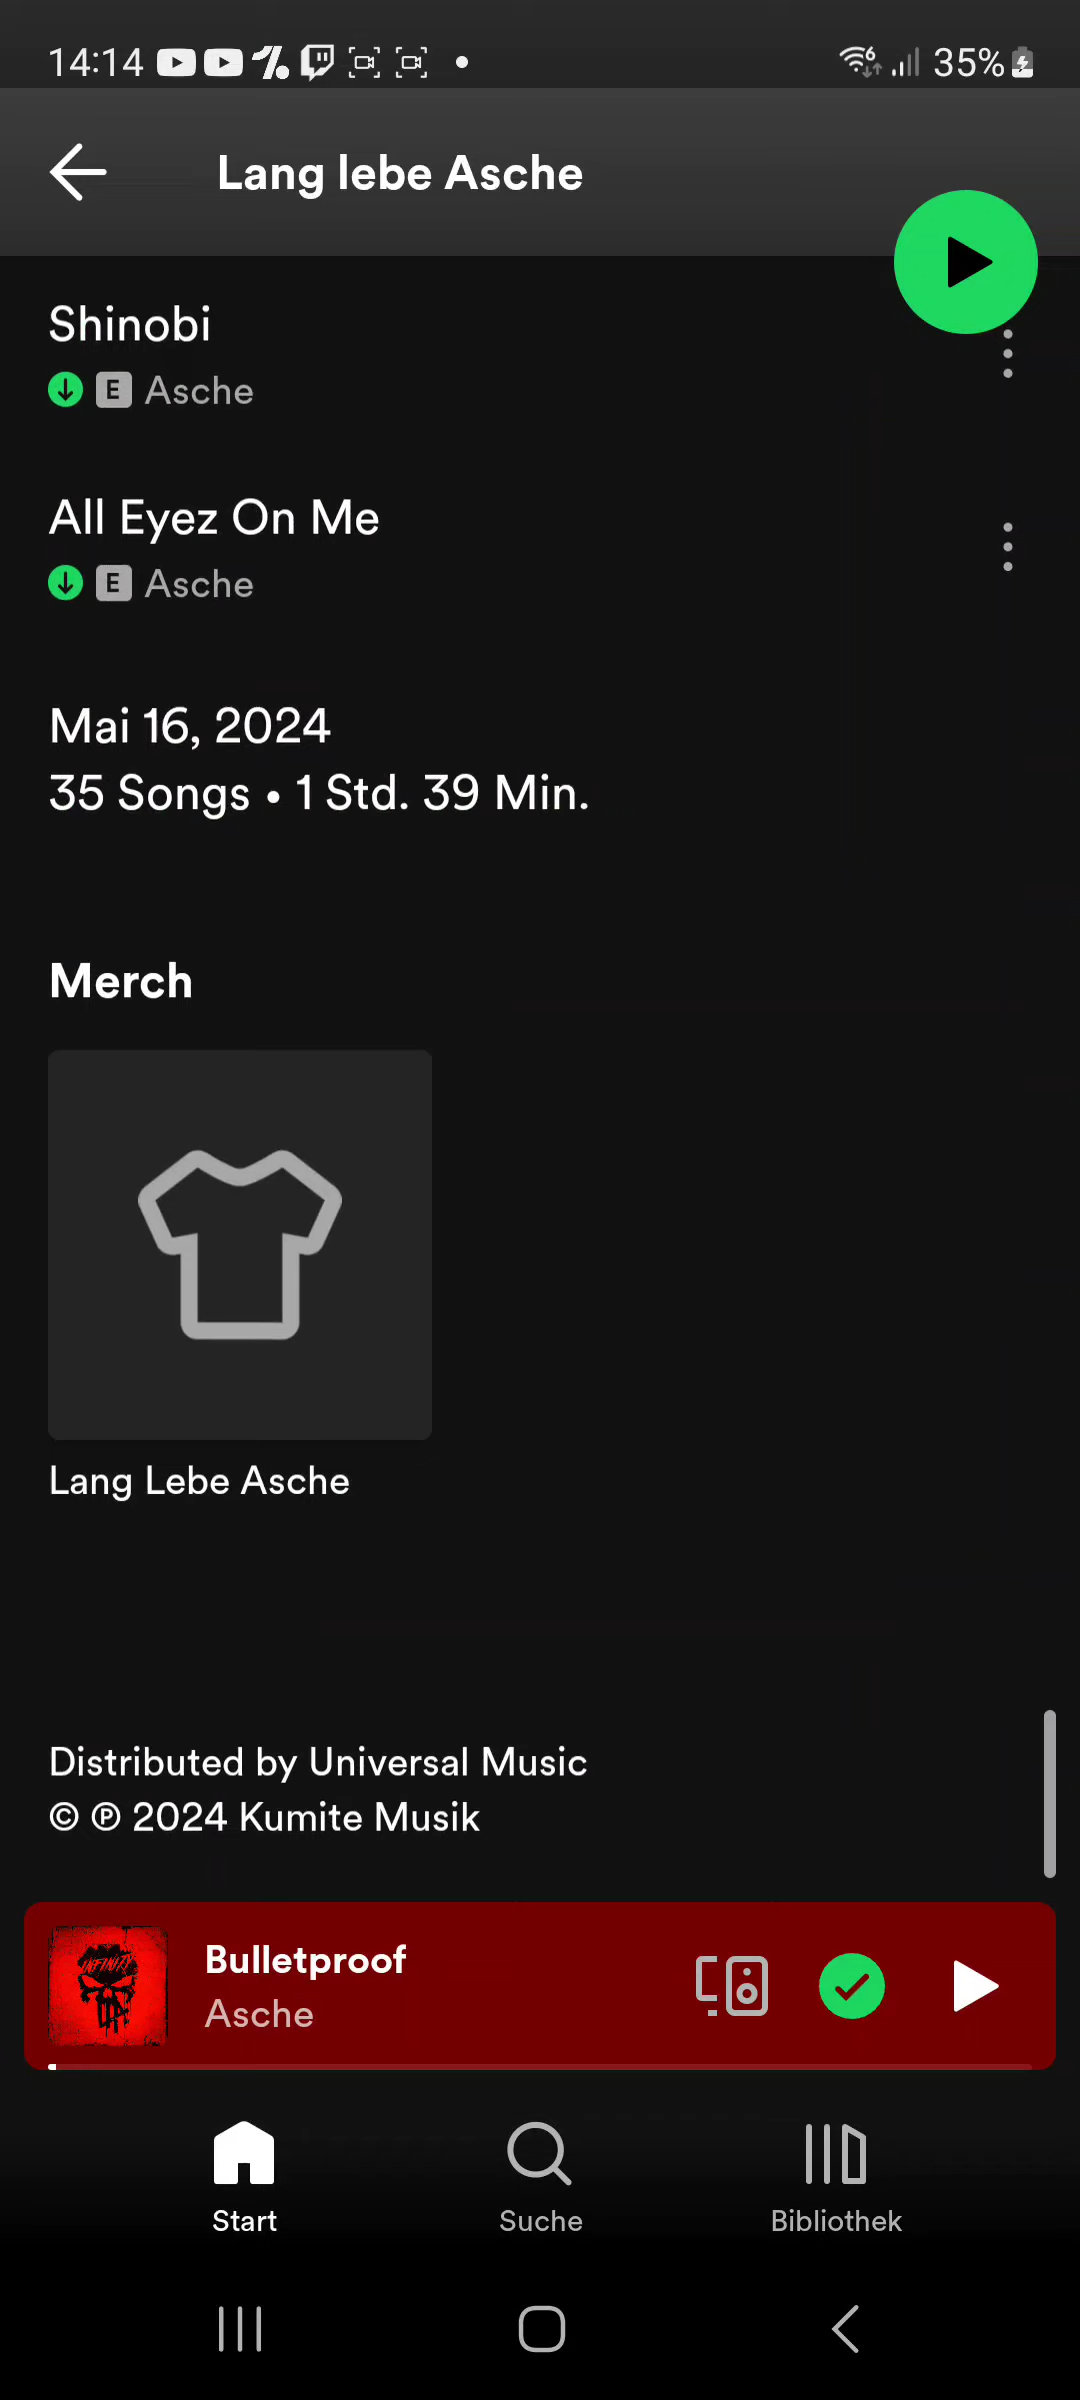 14:14
35%
Lang lebe Asche
Shinobi
E Asche
All Eyez On Me
E Asche
Mai 16, 2024
35 Songs • 1 Std. 39 Min.
Merch
Lang Lebe Asche
Distributed by Universal Music
© ℗ 2024 Kumite Musik
INFINITY
Bulletproof
Asche
Start
Suche
Bibliothek